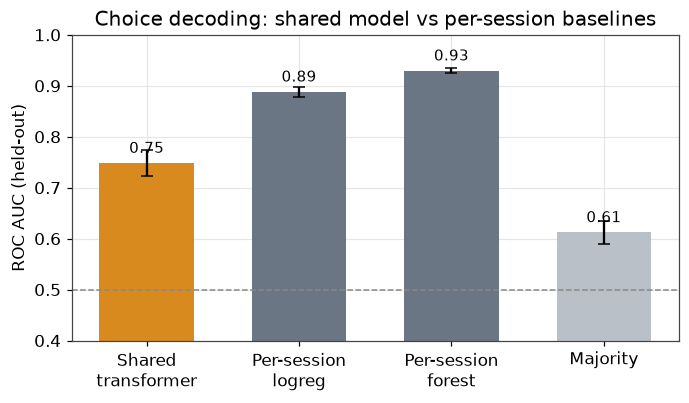 Choice decoding: shared model vs per-session baselines
ROC AUC (held-out)
1.0
0.9
0.8
0.7
0.6
0.5
0.4
0.75
0.89
0.93
0.61
Shared
transformer
Per-session
logreg
Per-session
forest
Majority